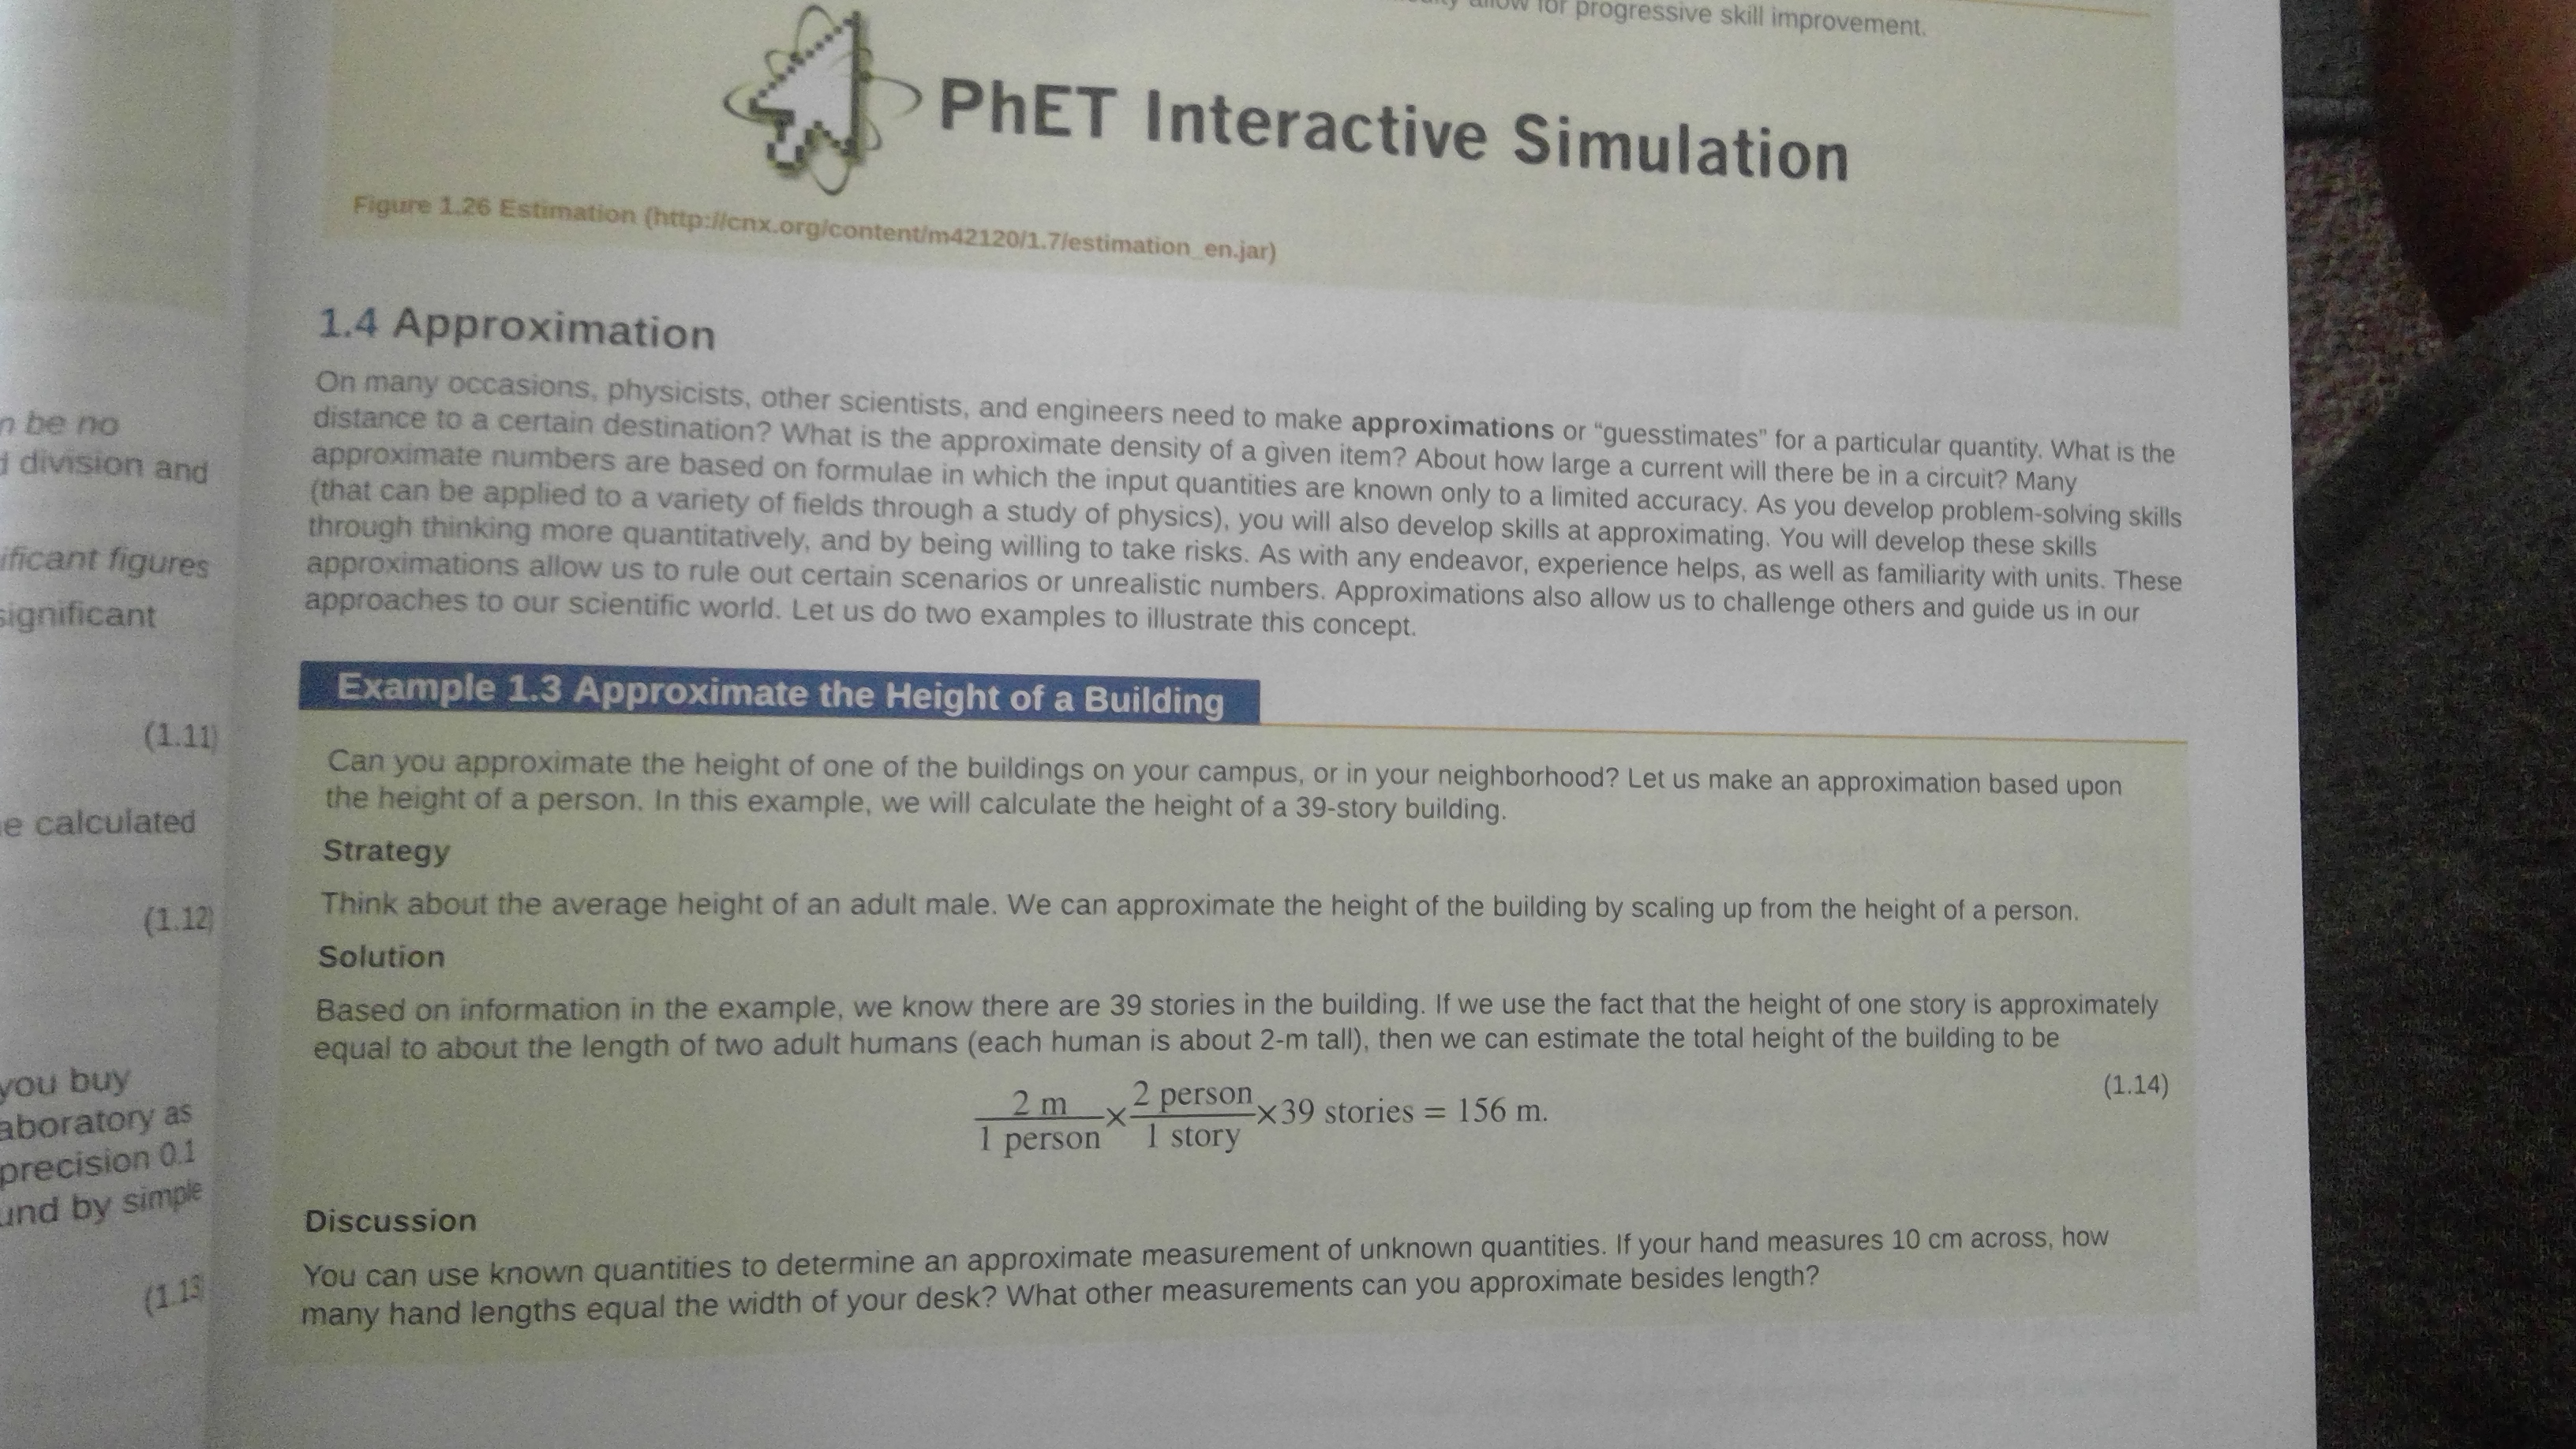 allow for progressive skill improvement.
PhET Interactive Simulation
Figure 1.26 Estimation (http://cnx.org/content/m42120/1.7/estimation_en.jar)
1.4 Approximation
On many occasions, physicists, other scientists, and engineers need to make approximations or “guesstimates” for a particular quantity. What is the
distance to a certain destination? What is the approximate density of a given item? About how large a current will there be in a circuit? Many
approximate numbers are based on formulae in which the input quantities are known only to a limited accuracy. As you develop problem-solving skills
(that can be applied to a variety of fields through a study of physics), you will also develop skills at approximating. You will develop these skills
through thinking more quantitatively, and by being willing to take risks. As with any endeavor, experience helps, as well as familiarity with units. These
approximations allow us to rule out certain scenarios or unrealistic numbers. Approximations also allow us to challenge others and guide us in our
approaches to our scientific world. Let us do two examples to illustrate this concept.
Example 1.3 Approximate the Height of a Building
Can you approximate the height of one of the buildings on your campus, or in your neighborhood? Let us make an approximation based upon
the height of a person. In this example, we will calculate the height of a 39-story building.
Strategy
Think about the average height of an adult male. We can approximate the height of the building by scaling up from the height of a person.
Solution
Based on information in the example, we know there are 39 stories in the building. If we use the fact that the height of one story is approximately
equal to about the length of two adult humans (each human is about 2-m tall), then we can estimate the total height of the building to be
2 m / 1 person × 2 person / 1 story × 39 stories = 156 m. (1.14)
Discussion
You can use known quantities to determine an approximate measurement of unknown quantities. If your hand measures 10 cm across, how
many hand lengths equal the width of your desk? What other measurements can you approximate besides length?
be no
division and
figures
significant
(1.11)
calculated
(1.12)
you buy
as
precision 0.1
by simple
(1.13